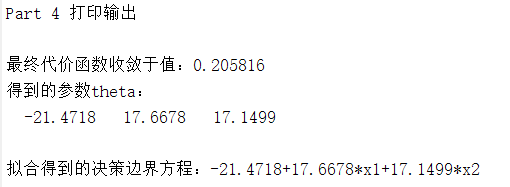 Part 4 打印输出
最终代价函数收敛于值：0.205816
得到的参数theta：
-21.4718 17.6678 17.1499
拟合得到的决策边界方程：-21.4718+17.6678*x1+17.1499*x2